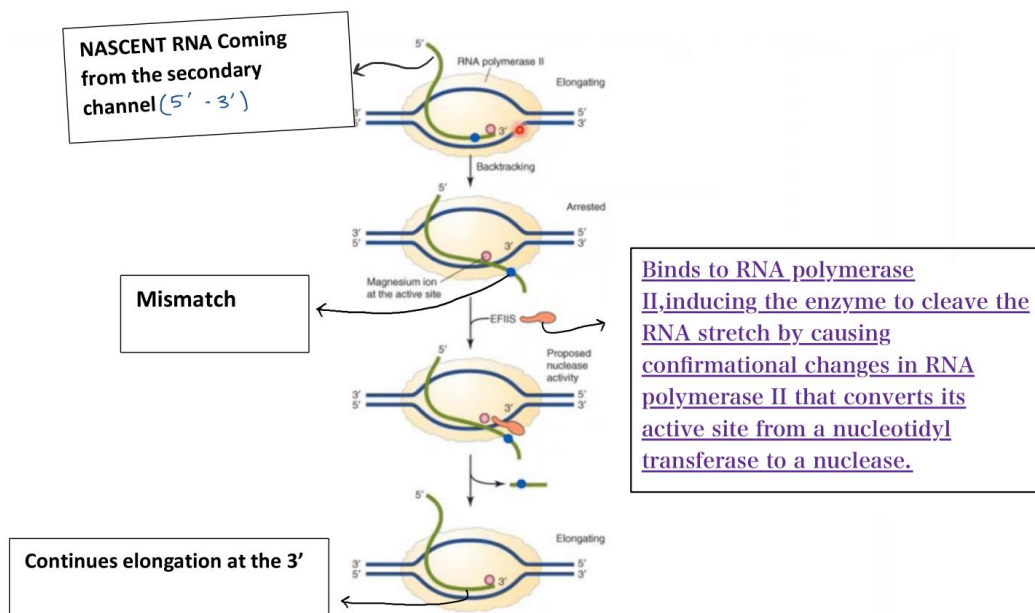 NASCENT RNA Coming
from the secondary
channel (5' - 3')
5'
RNA polymerase II
Elongating
3'
5'
5'
3'
3'
Backtracking
5'
Arrested
3'
5'
3'
5'
3'
Magnesium ion
at the active site
Mismatch
EFIIS
Binds to RNA polymerase
II,inducing the enzyme to cleave the
RNA stretch by causing
confirmational changes in RNA
polymerase II that converts its
active site from a nucleotidyl
transferase to a nuclease.
5'
Proposed
nuclease
activity
3'
5'
3'
5'
3'
5'
Elongating
3'
5'
3'
5'
3'
Continues elongation at the 3'